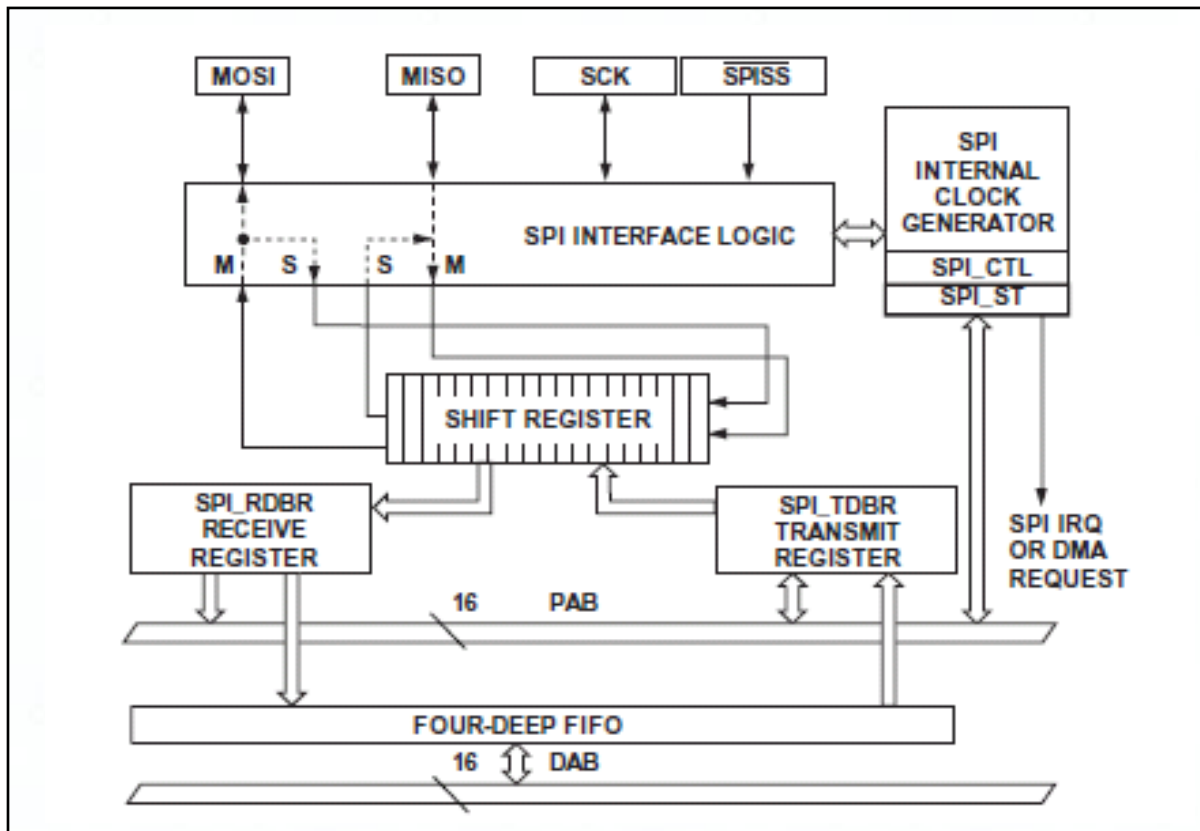 MOSI
MISO
SCK
SPISS
SPI
INTERNAL
CLOCK
GENERATOR
SPI_CTL
SPI_ST
SPI INTERFACE LOGIC
M
S
S
M
SHIFT REGISTER
SPI_RDBR
RECEIVE
REGISTER
SPI_TDBR
TRANSMIT
REGISTER
SPI IRQ
OR DMA
REQUEST
16 PAB
FOUR-DEEP FIFO
16 DAB